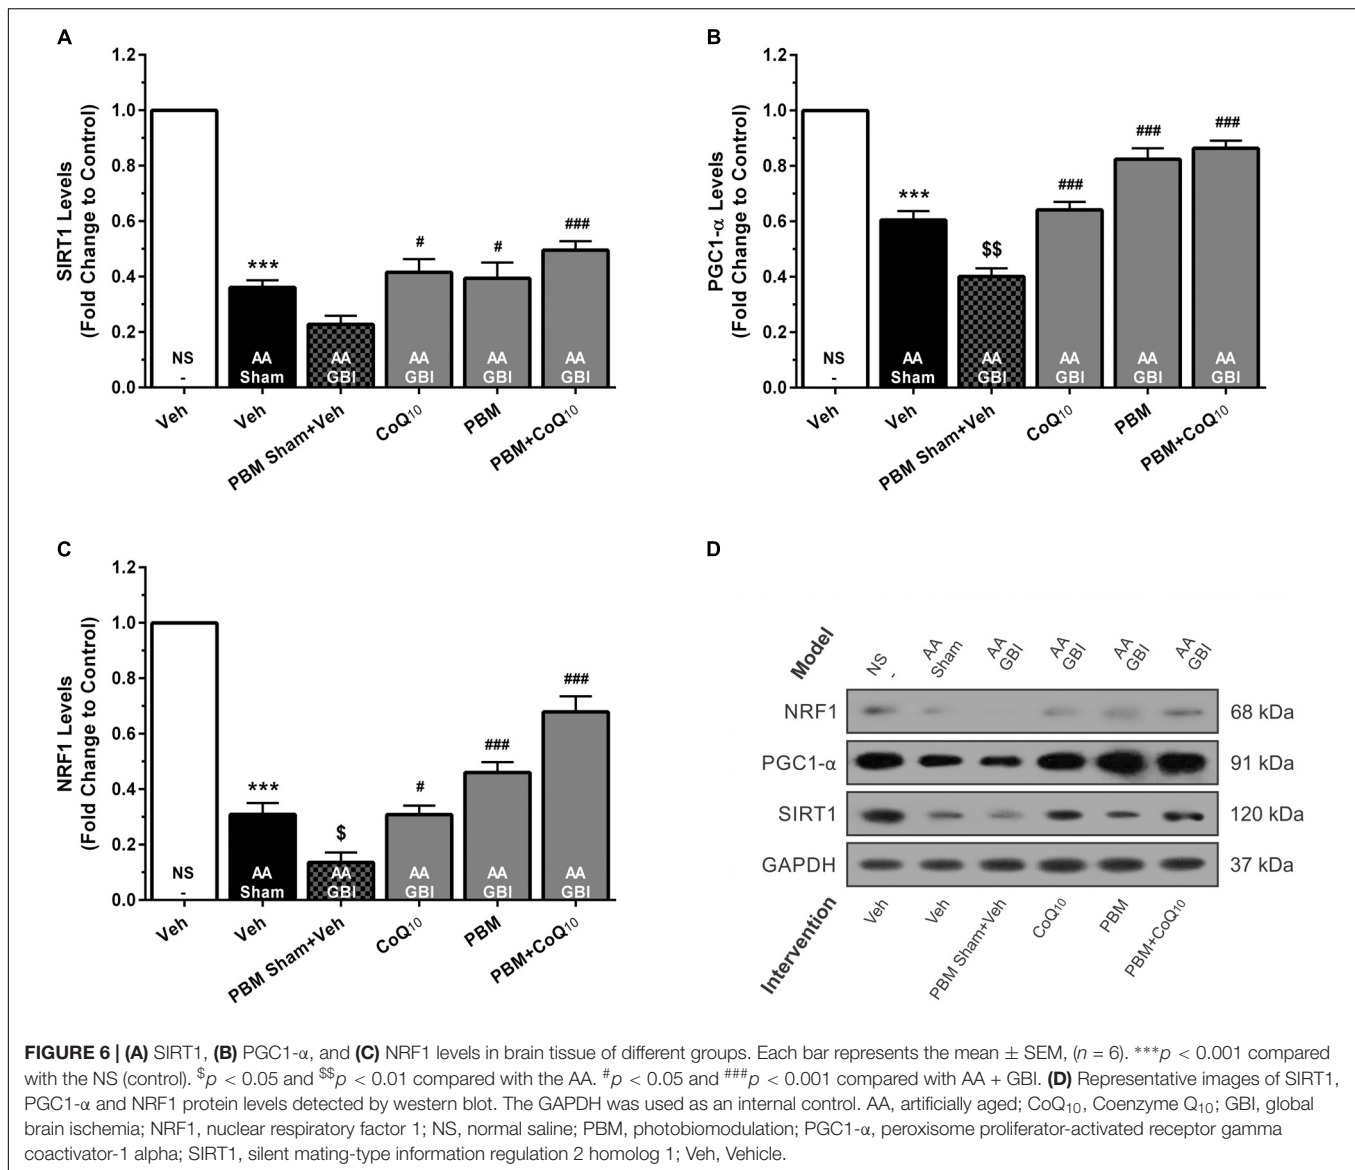 A
SIRT1 Levels
(Fold Change to Control)
1.2
1.0
0.8
0.6
0.4
0.2
0.0
***
#
#
###
NS
-
AA
Sham
AA
GBI
AA
GBI
AA
GBI
AA
GBI
Veh
Veh
PBM Sham+Veh
CoQ10
PBM
PBM+CoQ10
B
PGC1-α Levels
(Fold Change to Control)
1.2
1.0
0.8
0.6
0.4
0.2
0.0
***
$$
###
###
###
NS
-
AA
Sham
AA
GBI
AA
GBI
AA
GBI
AA
GBI
Veh
Veh
PBM Sham+Veh
CoQ10
PBM
PBM+CoQ10
C
NRF1 Levels
(Fold Change to Control)
1.2
1.0
0.8
0.6
0.4
0.2
0.0
***
$
#
###
###
NS
-
AA
Sham
AA
GBI
AA
GBI
AA
GBI
AA
GBI
Veh
Veh
PBM Sham+Veh
CoQ10
PBM
PBM+CoQ10
D
Model
NS
-
AA
Sham
AA
GBI
AA
GBI
AA
GBI
AA
GBI
NRF1 68 kDa
PGC1-α 91 kDa
SIRT1 120 kDa
GAPDH 37 kDa
Intervention
Veh
Veh
PBM Sham+Veh
CoQ10
PBM
PBM+CoQ10
FIGURE 6 | (A) SIRT1, (B) PGC1-α, and (C) NRF1 levels in brain tissue of different groups. Each bar represents the mean ± SEM, (n = 6). ***p < 0.001 compared
with the NS (control). $p < 0.05 and $$p < 0.01 compared with the AA. #p < 0.05 and ###p < 0.001 compared with AA + GBI. (D) Representative images of SIRT1,
PGC1-α and NRF1 protein levels detected by western blot. The GAPDH was used as an internal control. AA, artificially aged; CoQ10, Coenzyme Q10; GBI, global
brain ischemia; NRF1, nuclear respiratory factor 1; NS, normal saline; PBM, photobiomodulation; PGC1-α, peroxisome proliferator-activated receptor gamma
coactivator-1 alpha; SIRT1, silent mating-type information regulation 2 homolog 1; Veh, Vehicle.